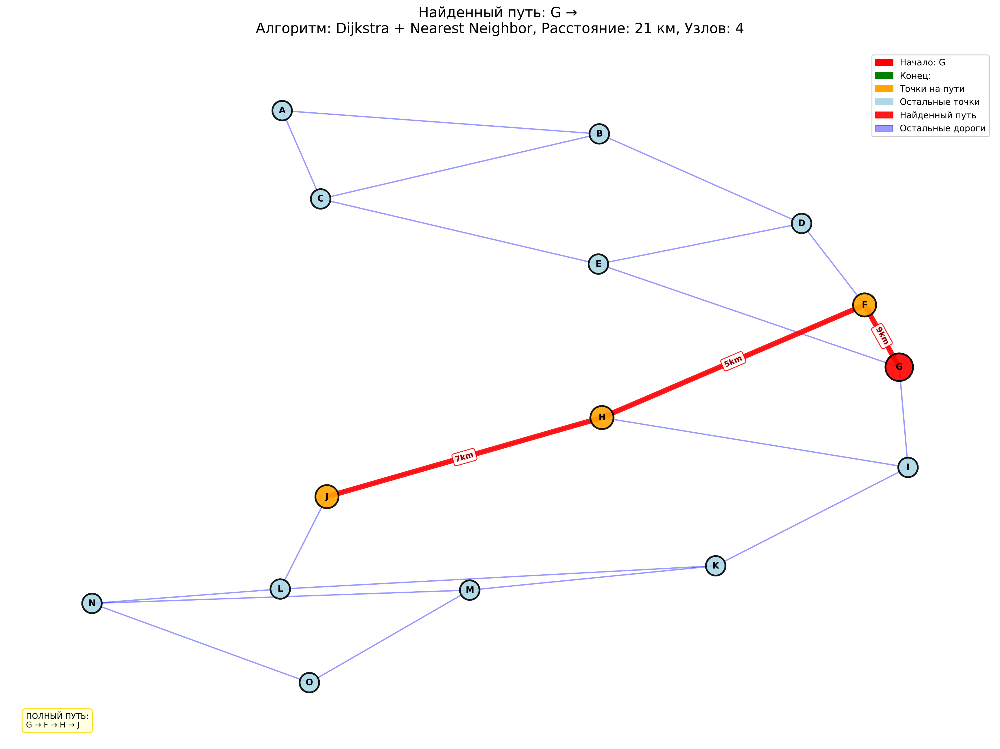 Найденный путь: G →
Алгоритм: Dijkstra + Nearest Neighbor, Расстояние: 21 км, Узлов: 4
Начало: G
Конец:
Точки на пути
Остальные точки
Найденный путь
Остальные дороги
A
B
C
D
E
F
9km
5km
G
H
7km
I
J
K
L
M
N
O
ПОЛНЫЙ ПУТЬ:
G → F → H → J